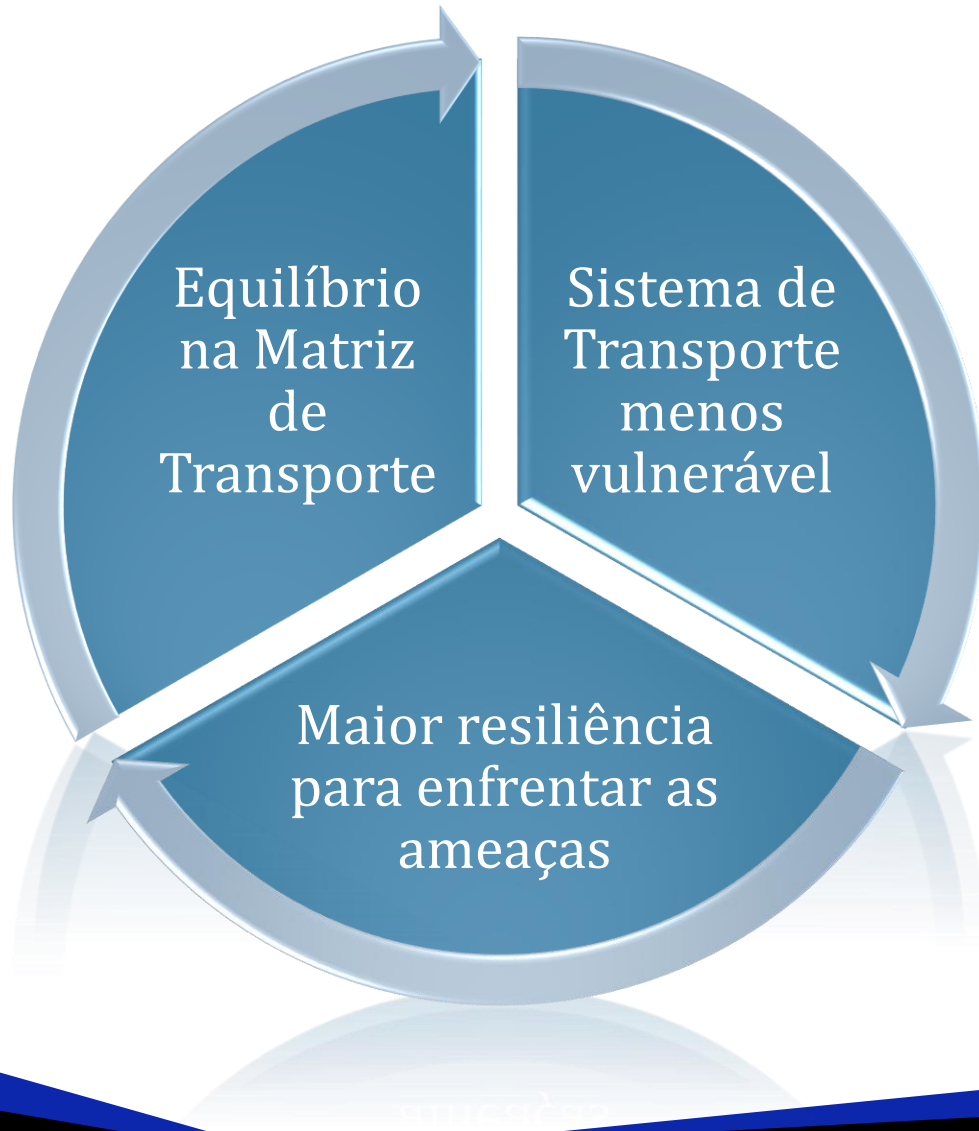 Equilíbrio
na Matriz
de
Transporte
Sistema de
Transporte
menos
vulnerável
Maior resiliência
para enfrentar as
ameaças